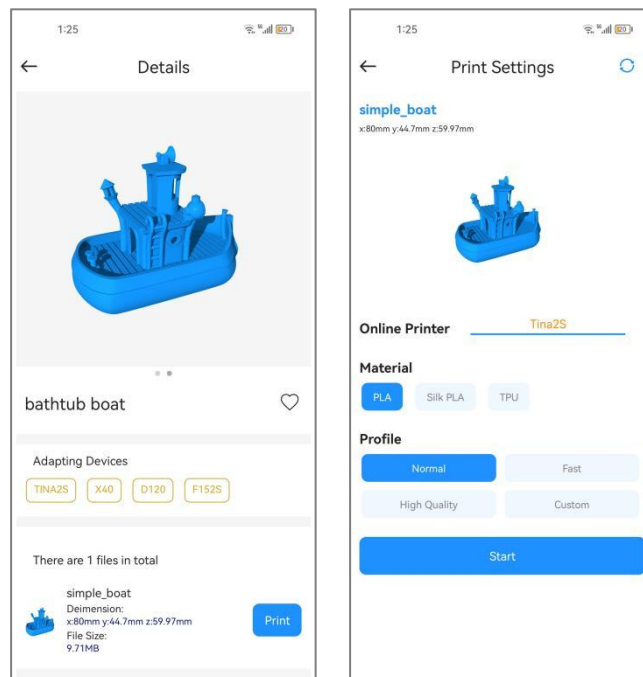 1:25
20
Details
bathtub boat
Adapting Devices
TINA2S X40 D120 F152S
There are 1 files in total
simple_boat
Deimension:
x:80mm y:44.7mm z:59.97mm
File Size:
9.71MB
Print
1:25
20
Print Settings
simple_boat
x:80mm y:44.7mm z:59.97mm
Online Printer Tina2S
Material
PLA Silk PLA TPU
Profile
Normal Fast
High Quality Custom
Start